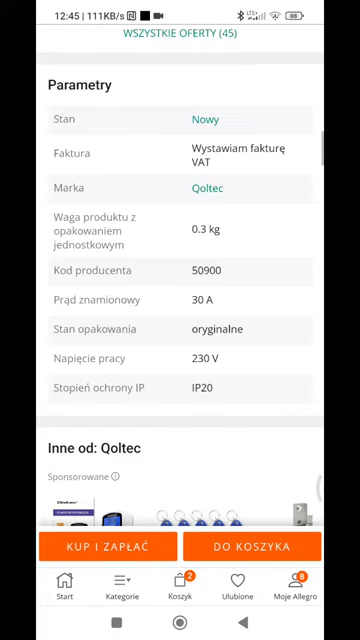 12:45 | 111KB/s
LTE+
88
WSZYSTKIE OFERTY (45)
Parametry
Stan Nowy
Faktura Wystawiam fakturę
VAT
Marka Qoltec
Waga produktu z
opakowaniem
jednostkowym
0.3 kg
Kod producenta 50900
Prąd znamionowy 30 A
Stan opakowania oryginalne
Napięcie pracy 230 V
Stopień ochrony IP IP20
Inne od: Qoltec
Sponsorowane
KUP I ZAPŁAĆ DO KOSZYKA
2 8
Start Kategorie Koszyk Ulubione Moje Allegro